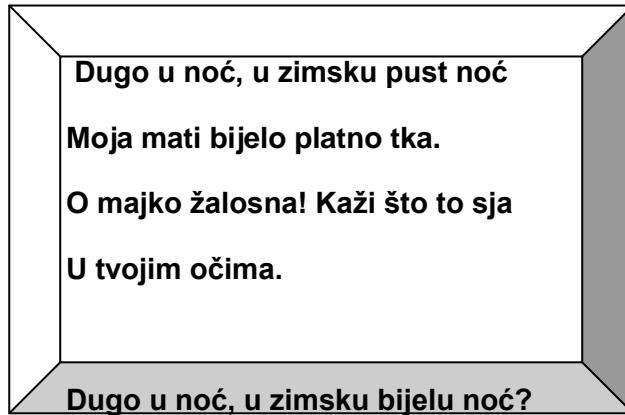 Dugo u noć, u zimsku pust noć
Moja mati bijelo platno tka.
O majko žalosna! Kaži što to sja
U tvojim očima.
Dugo u noć, u zimsku bijelu noć?